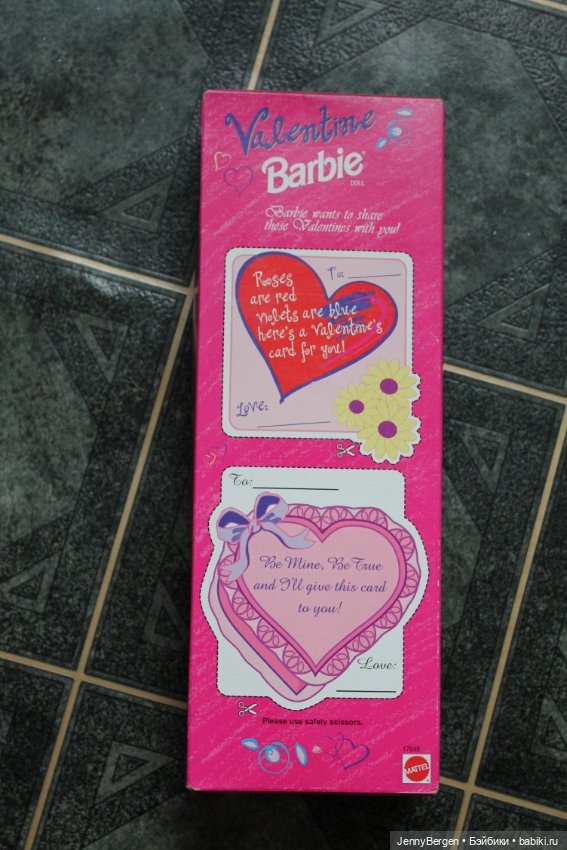 Valentine
Barbie
DOLL
Barbie wants to share
these Valentines with you!
To:
Roses
are red
violets are blue
here's a Valentine's
card for you!
Love:
To:
Be Mine, Be True
and I'll give this card
to you!
Love:
Please use safety scissors.
17649
MATTEL
JennyBergen • Бэйбики • babiki.ru